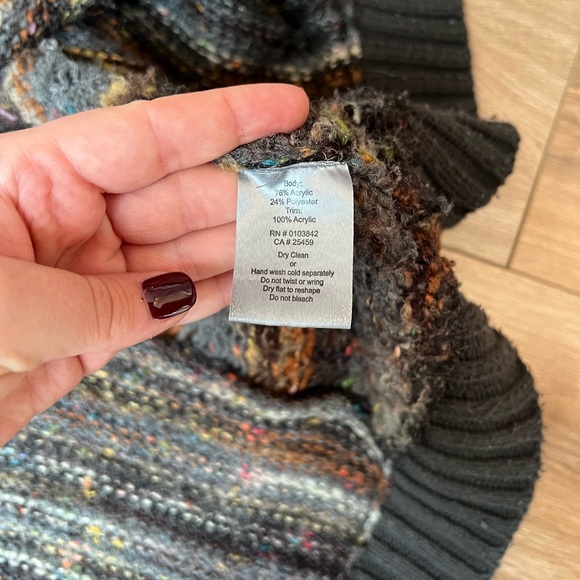 Body:
76% Acrylic
24% Polyester
Trim:
100% Acrylic
RN # 0103842
CA # 25459
Dry Clean
or
Hand wash cold separately
Do not twist or wring
Dry flat to reshape
Do not bleach